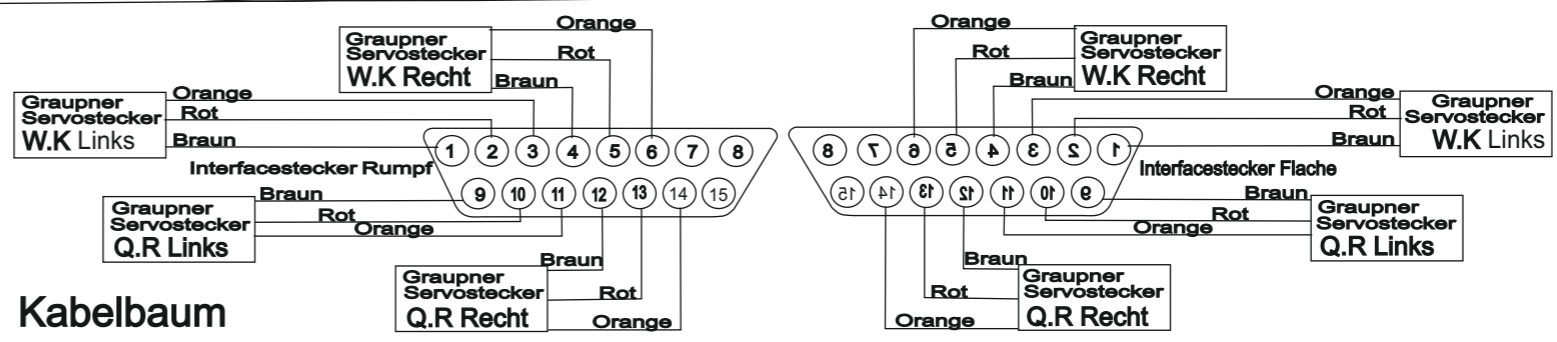 Orange
Graupner
Servostecker
W.K Recht
Rot
Braun
Graupner
Servostecker
W.K Links
Orange
Rot
Braun
1 2 3 4 5 6 7 8
Interfacestecker Rumpf
9 10 11 12 13 14 15
Graupner
Servostecker
Q.R Links
Braun
Rot
Orange
Graupner
Servostecker
Q.R Recht
Braun
Rot
Orange
Kabelbaum
Orange
Rot
Braun
Graupner
Servostecker
W.K Recht
Orange
Rot
Braun
Graupner
Servostecker
W.K Links
8 7 6 5 4 3 2 1
Interfacestecker Flache
15 14 13 12 11 10 9
Braun
Rot
Orange
Graupner
Servostecker
Q.R Links
Braun
Rot
Orange
Graupner
Servostecker
Q.R Recht